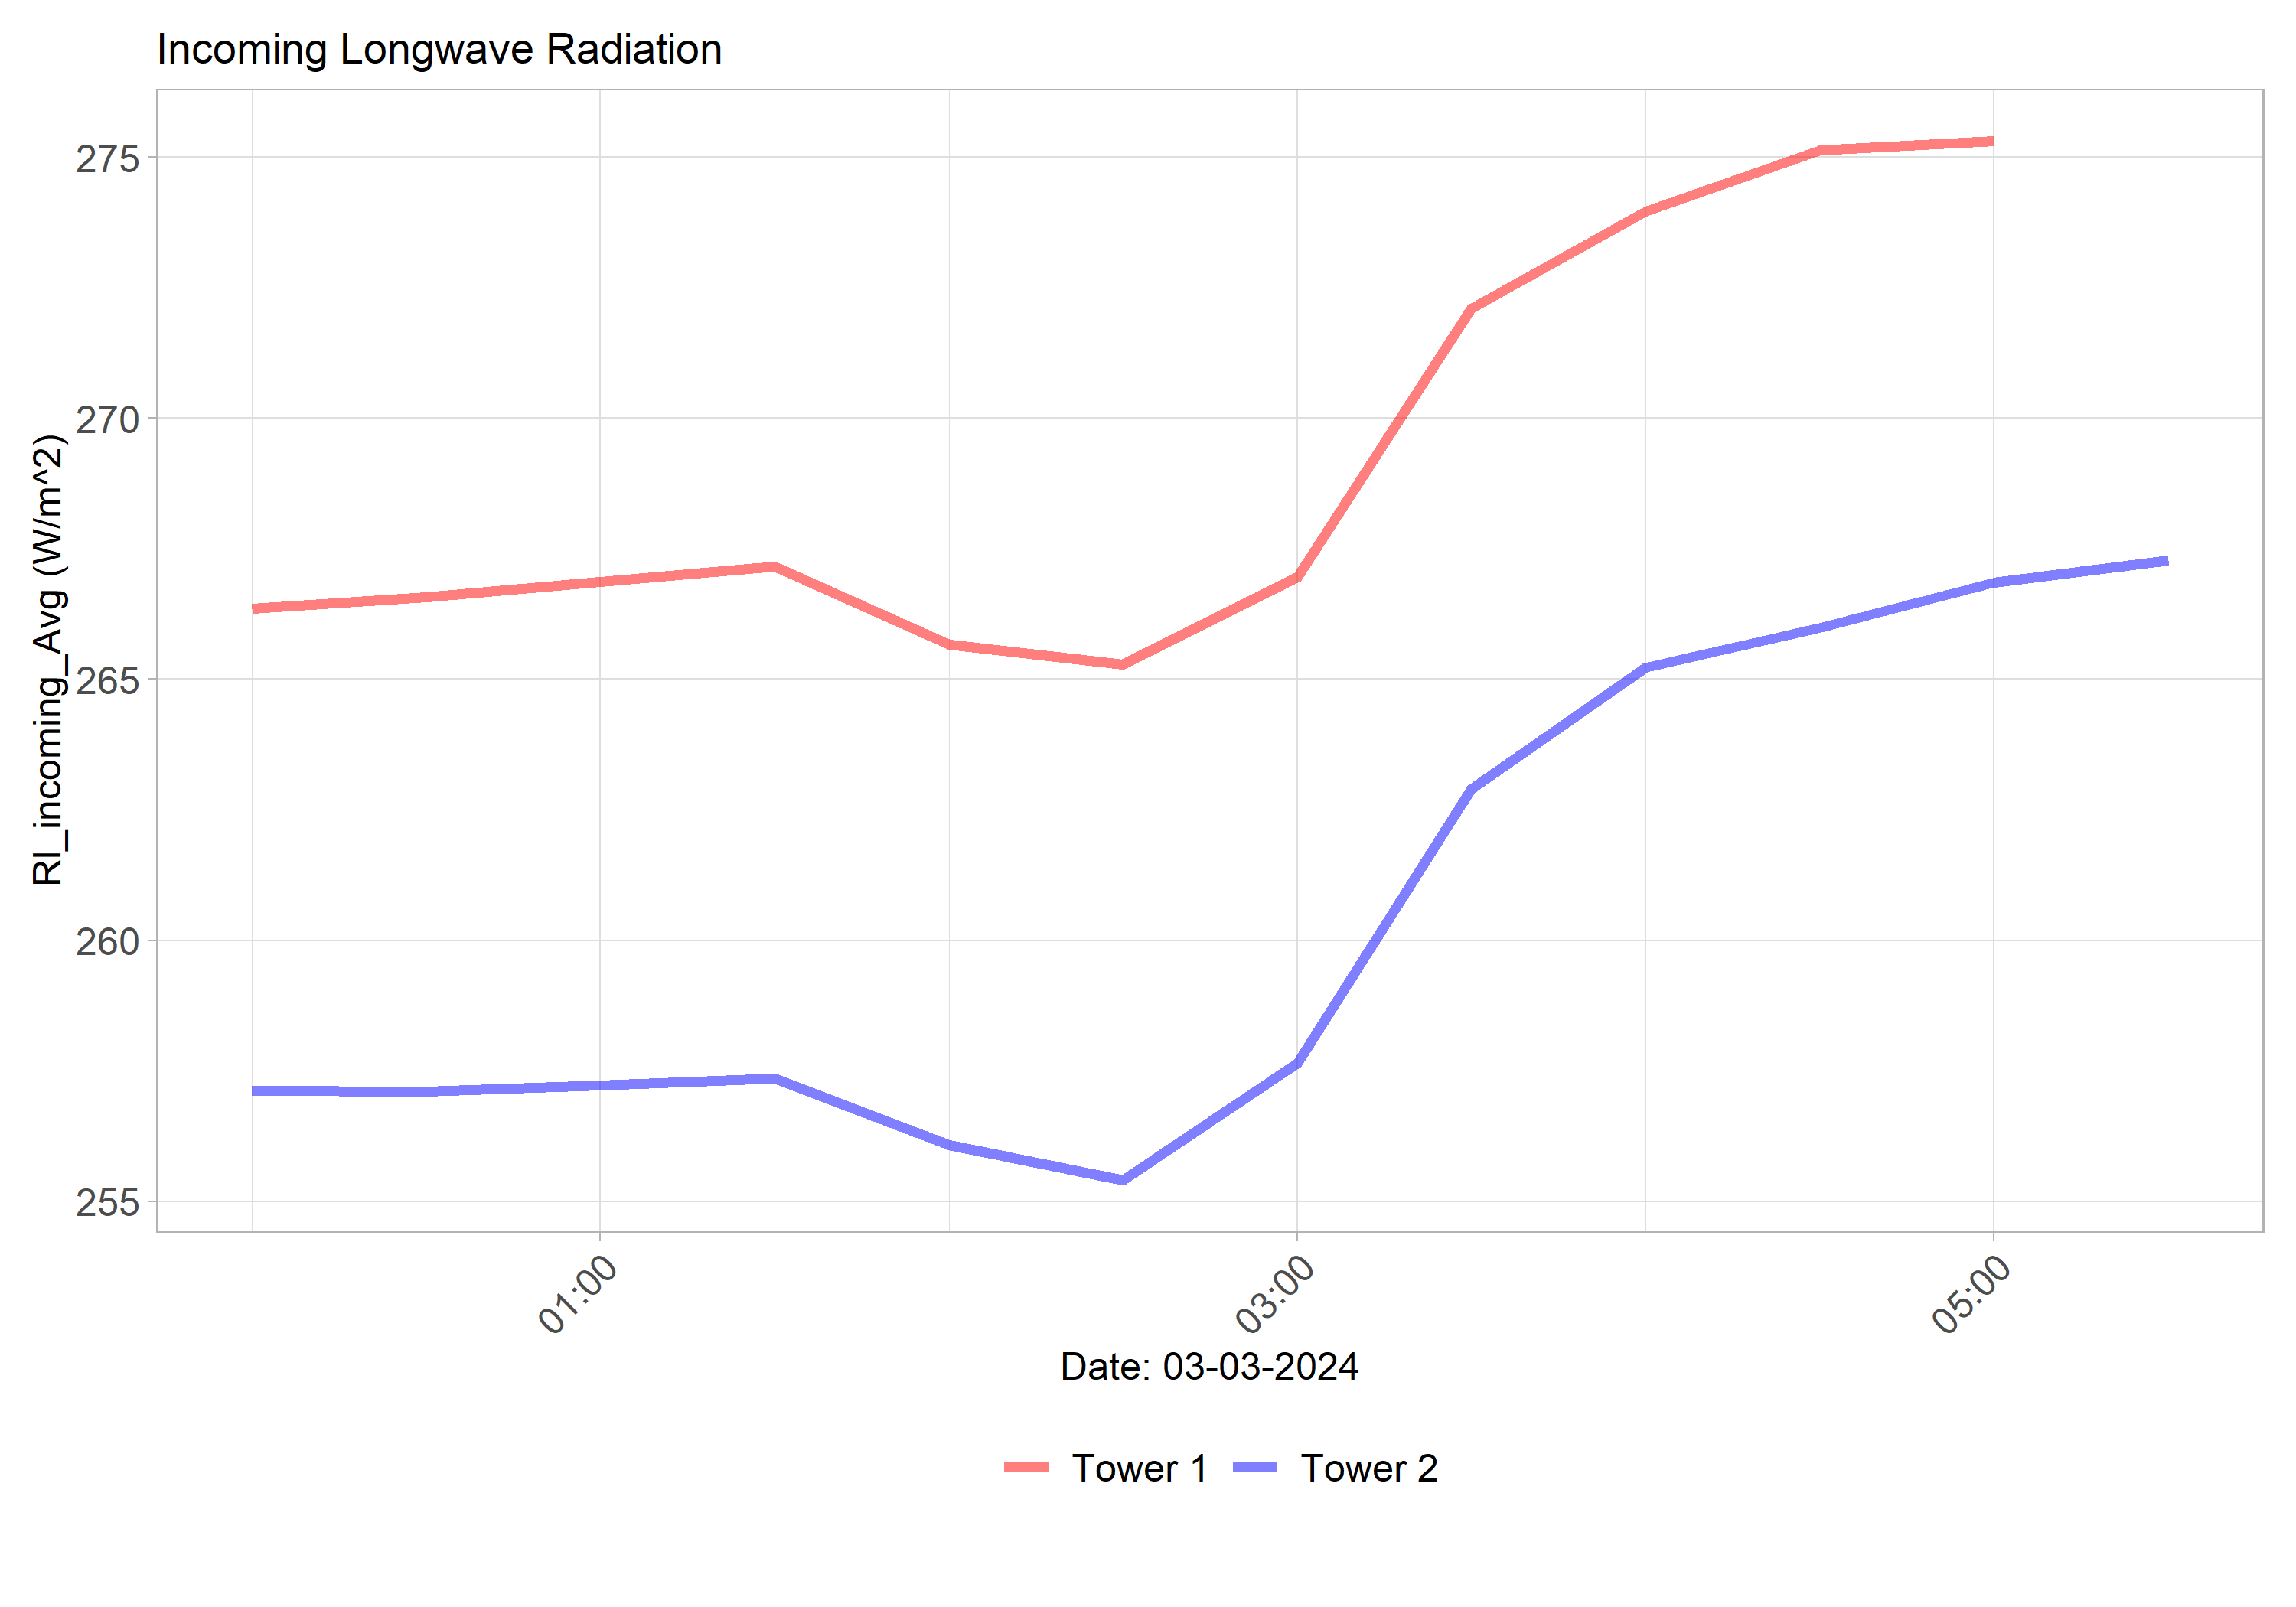 Incoming Longwave Radiation
Rl_incoming_Avg (W/m^2)
275
270
265
260
255
01:00
03:00
05:00
Date: 03-03-2024
Tower 1
Tower 2